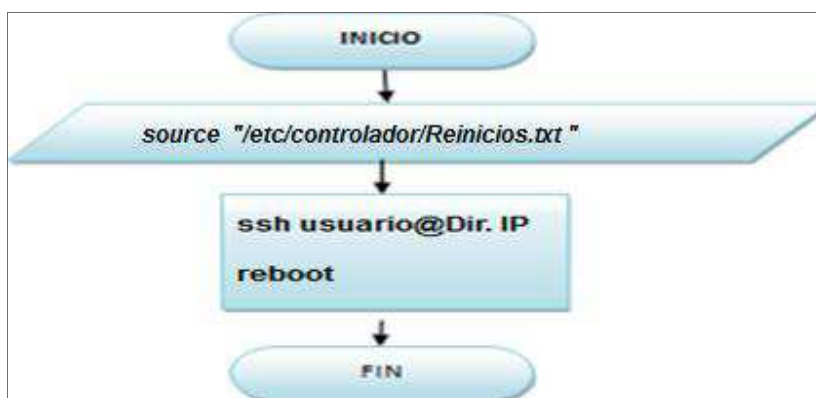 INICIO
source "/etc/controlador/Reinicios.txt "
ssh usuario@Dir. IP
reboot
FIN